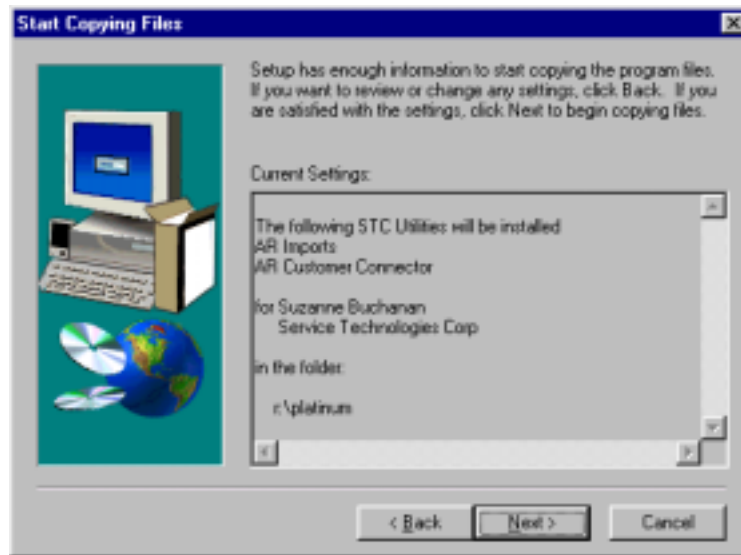 Start Copying Files
Setup has enough information to start copying the program files.
If you want to review or change any settings, click Back. If you
are satisfied with the settings, click Next to begin copying files.
Current Settings:
The following STC Utilities will be installed
AR Imports
AR Customer Connector
for Suzanne Buchanan
Service Technologies Corp
in the folder:
r:\platinum
< Back
Next >
Cancel